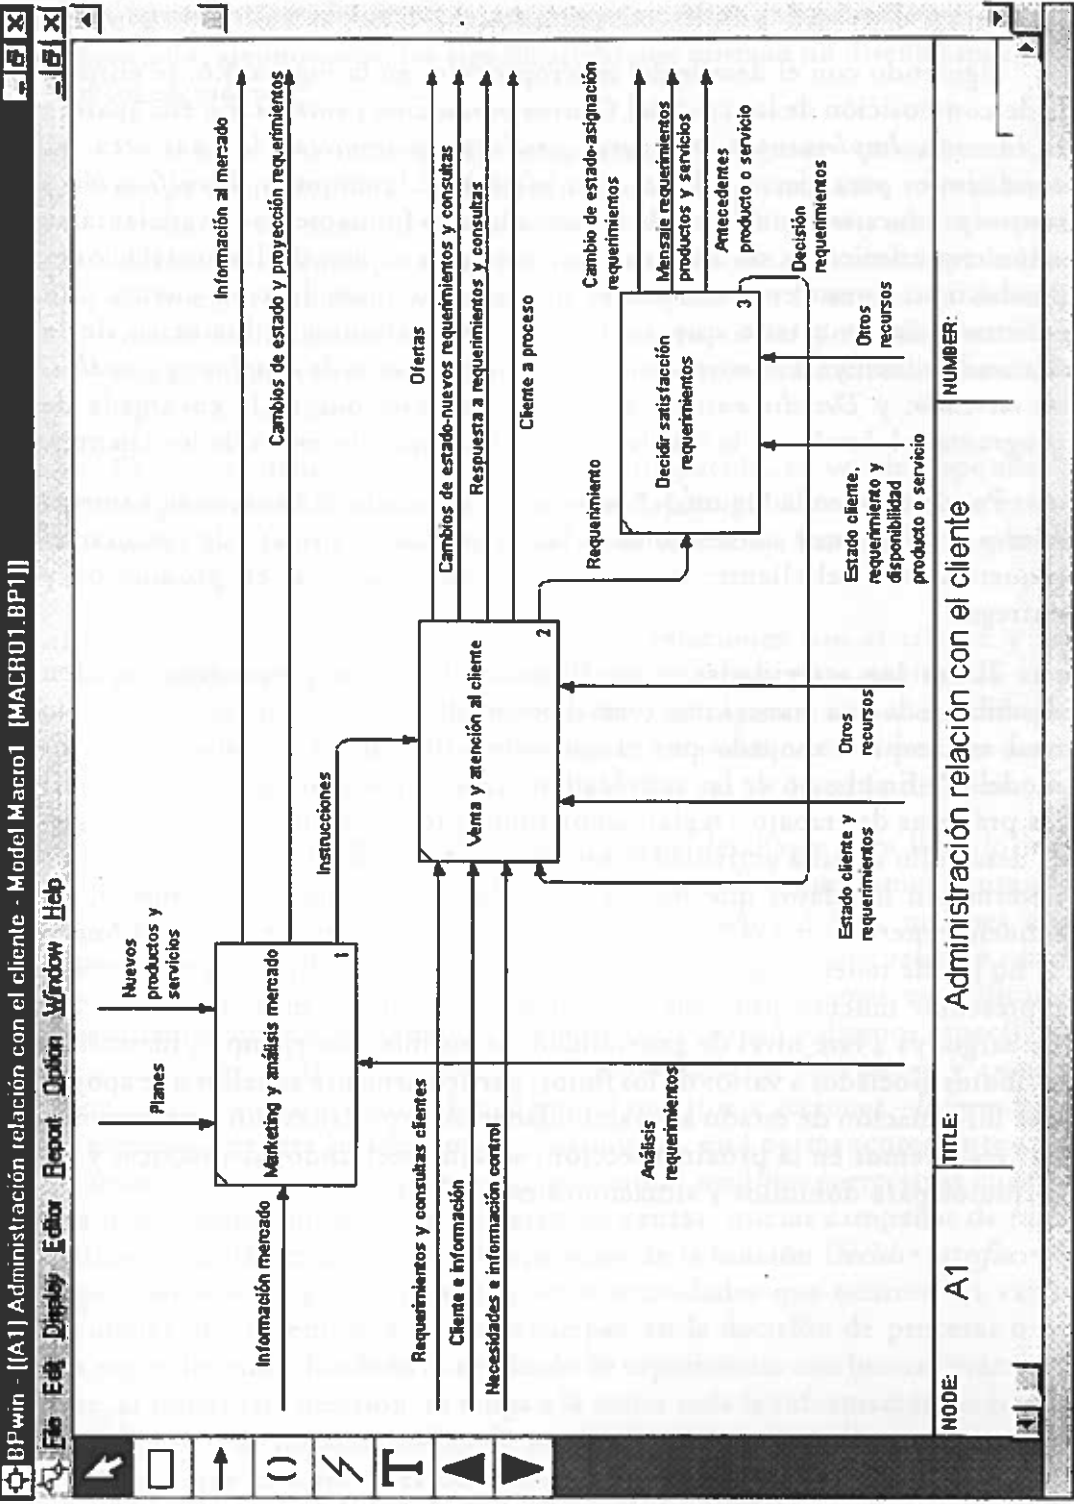 BPwin - [[A1] Administración relación con el cliente - Model Macro1 [MACRO1.BP1]]
File Edit Display Editor Report Option Window Help
Planes
Nuevos
productos y
servicios
Información mercado
Marketing y análisis mercado
1
Información al mercado
Cambios de estado y proyección requerimientos
Instrucciones
Análisis
requerimientos
Requerimientos y consultas clientes
Cliente e información
Necesidades e información control
Venta y atención al cliente
2
Ofertas
Cambios de estado-nuevos requerimientos y consultas
Respuesta a requerimientos y consultas
Cliente a proceso
Requerimiento
Estado cliente y
requerimientos
Otros
recursos
Decidir satisfacción
requerimientos
3
Cambio de estado-asignación
requerimientos
Mensaje requerimientos
productos y servicios
Antecedentes
producto o servicio
Decisión
requerimientos
Estado cliente,
requerimiento y
disponibilidad
producto o servicio
Otros
recursos
NODE:
A1
TITLE:
Administración relación con el cliente
NUMBER: